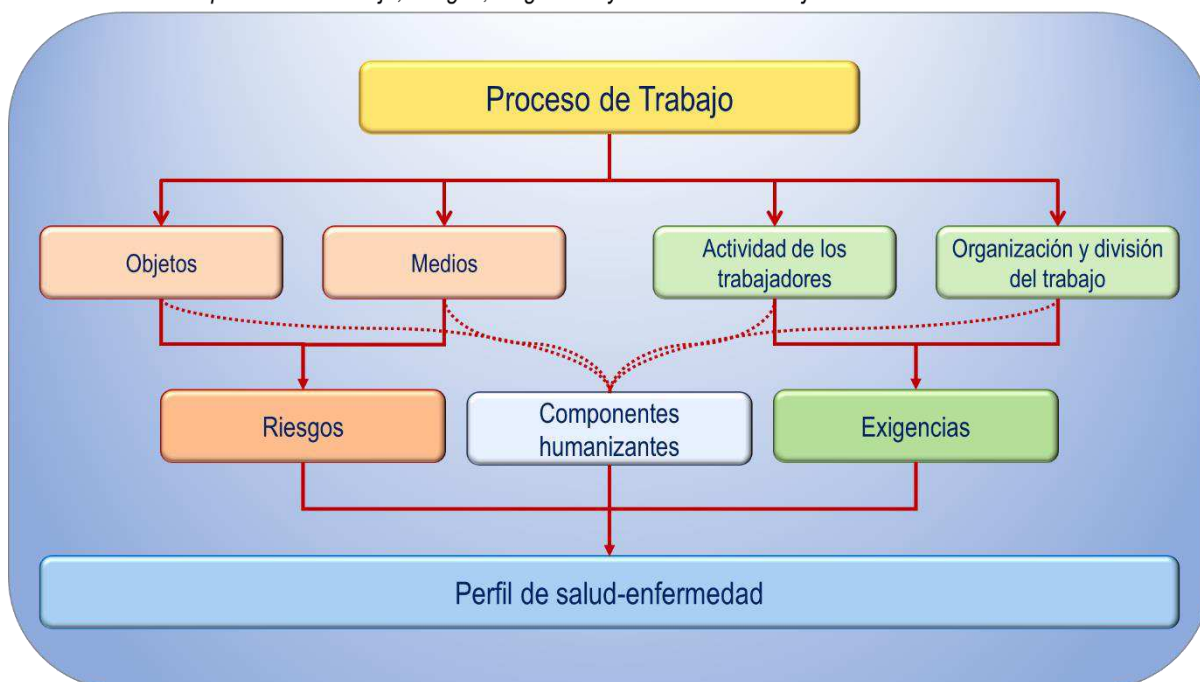 Proceso de Trabajo
Objetos
Medios
Actividad de los
trabajadores
Organización y división
del trabajo
Riesgos
Componentes
humanizantes
Exigencias
Perfil de salud-enfermedad